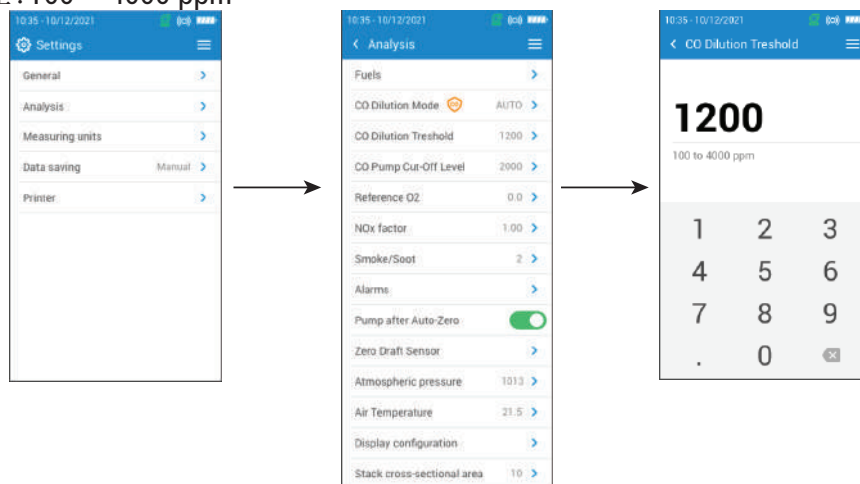 : 100 ~ 4000 ppm
10:35 - 10/12/2021
Settings
General
Analysis
Measuring units
Data saving Manual
Printer
10:35 - 10/12/2021
Analysis
Fuels
CO Dilution Mode AUTO
CO Dilution Treshold 1200
CO Pump Cut-Off Level 2000
Reference O2 0.0
NOx factor 1.00
Smoke/Soot 2
Alarms
Pump after Auto-Zero
Zero Draft Sensor
Atmospheric pressure 1013
Air Temperature 21.5
Display configuration
Stack cross-sectional area 10
10:35 - 10/12/2021
CO Dilution Treshold
1200
100 to 4000 ppm
1 2 3
4 5 6
7 8 9
. 0